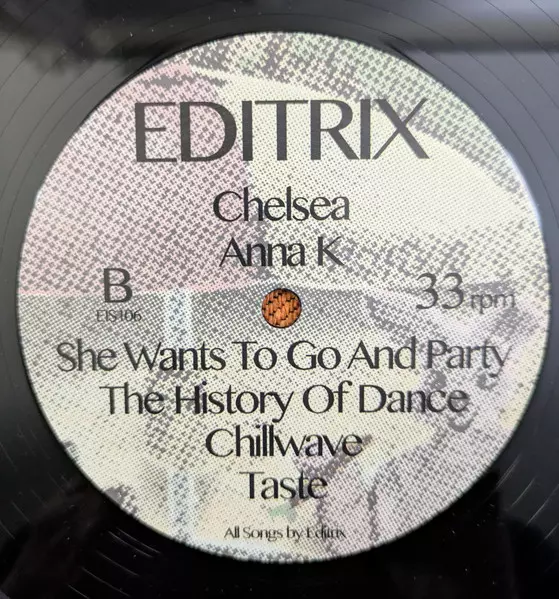 EDITRIX
Chelsea
Anna K
B
EIS106
33 rpm
She Wants To Go And Party
The History Of Dance
Chillwave
Taste
All Songs by Editrix